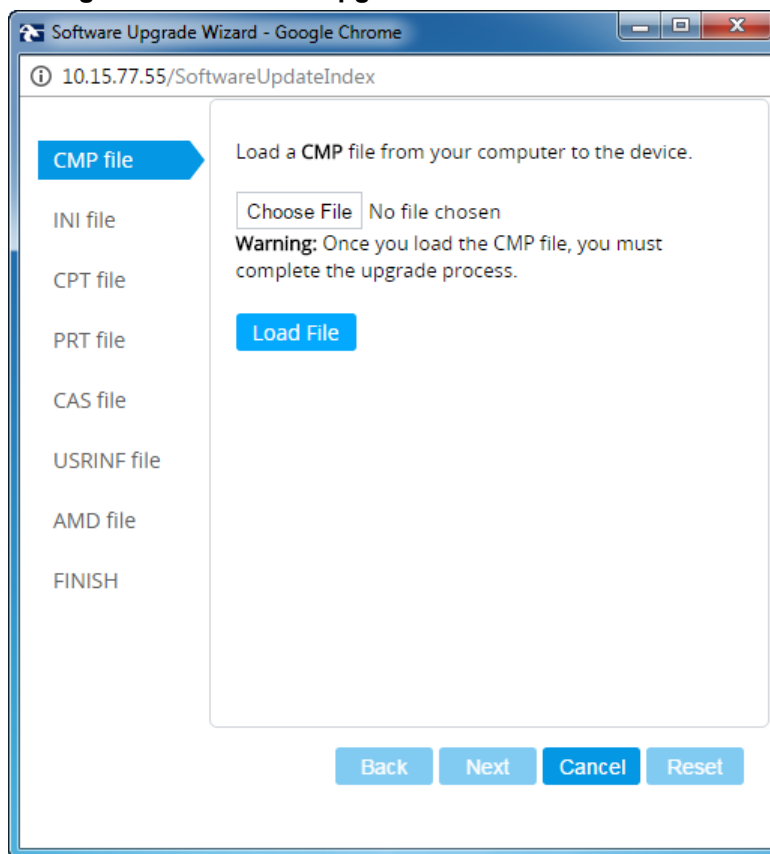 Software Upgrade Wizard - Google Chrome
10.15.77.55/SoftwareUpdateIndex
CMP file
INI file
CPT file
PRT file
CAS file
USRINF file
AMD file
FINISH
Load a CMP file from your computer to the device.
Choose File No file chosen
Warning: Once you load the CMP file, you must
complete the upgrade process.
Load File
Back Next Cancel Reset